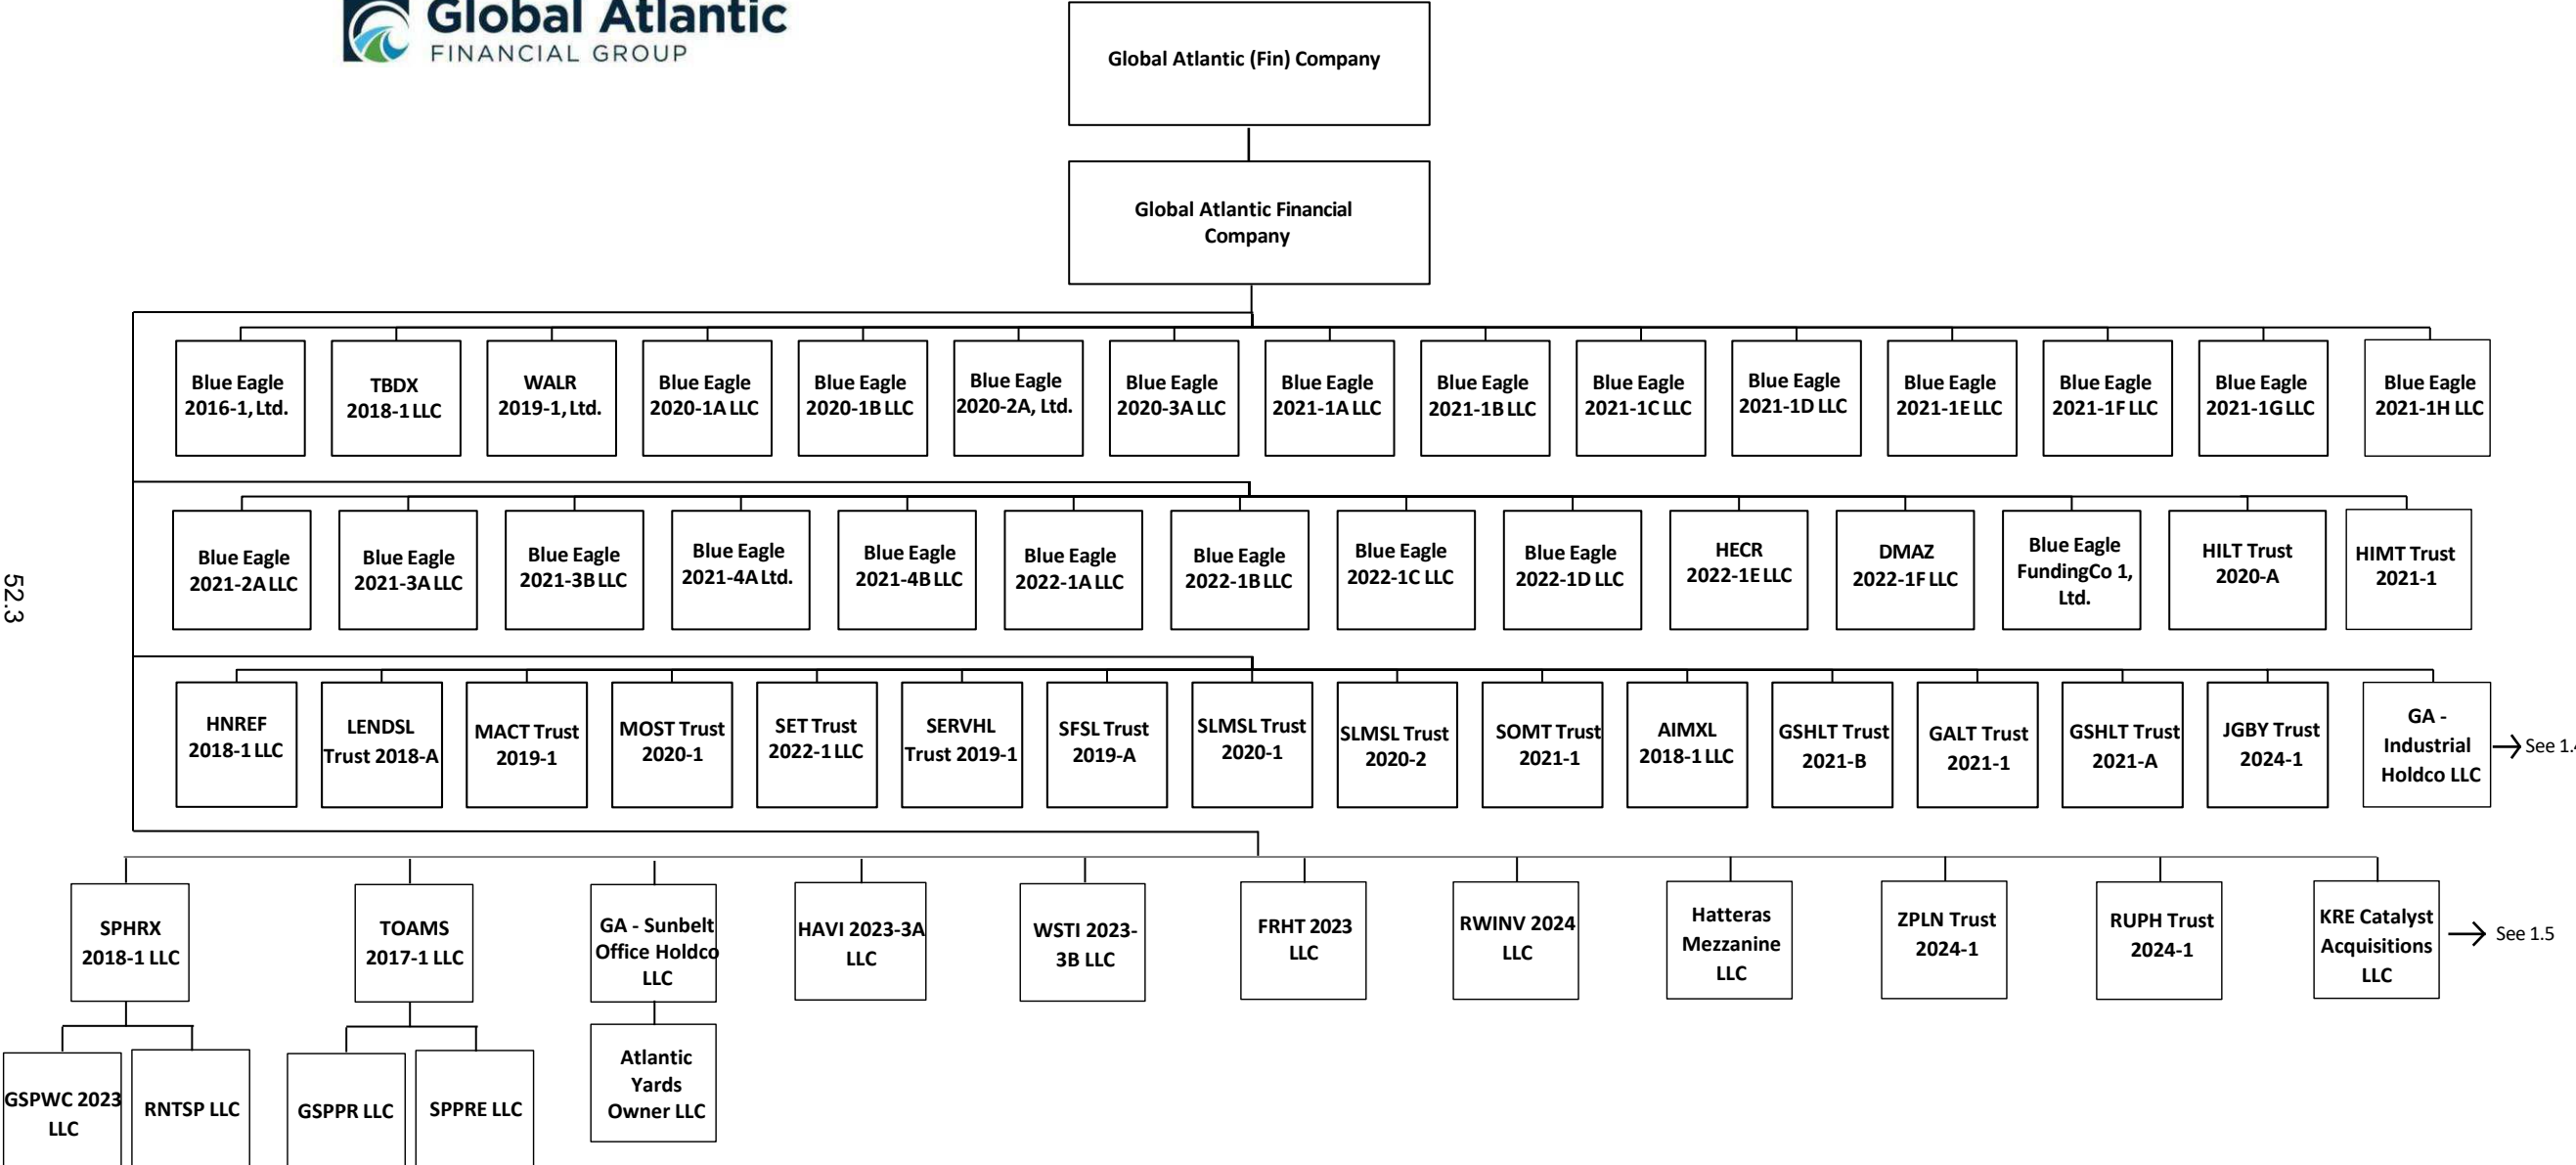 Global Atlantic
FINANCIAL GROUP
Global Atlantic (Fin) Company
Global Atlantic Financial
Company
Blue Eagle
2016-1, Ltd.
TBDX
2018-1 LLC
WALR
2019-1, Ltd.
Blue Eagle
2020-1A LLC
Blue Eagle
2020-1B LLC
Blue Eagle
2020-2A, Ltd.
Blue Eagle
2020-3A LLC
Blue Eagle
2021-1A LLC
Blue Eagle
2021-1B LLC
Blue Eagle
2021-1C LLC
Blue Eagle
2021-1D LLC
Blue Eagle
2021-1E LLC
Blue Eagle
2021-1F LLC
Blue Eagle
2021-1G LLC
Blue Eagle
2021-1H LLC
Blue Eagle
2021-2A LLC
Blue Eagle
2021-3A LLC
Blue Eagle
2021-3B LLC
Blue Eagle
2021-4A Ltd.
Blue Eagle
2021-4B LLC
Blue Eagle
2022-1A LLC
Blue Eagle
2022-1B LLC
Blue Eagle
2022-1C LLC
Blue Eagle
2022-1D LLC
HECR
2022-1E LLC
DMAZ
2022-1F LLC
Blue Eagle
FundingCo 1,
Ltd.
HILT Trust
2020-A
HIMT Trust
2021-1
52.3
HNREF
2018-1 LLC
LENDSL
Trust 2018-A
MACT Trust
2019-1
MOST Trust
2020-1
SET Trust
2022-1 LLC
SERVHL
Trust 2019-1
SFSL Trust
2019-A
SLMSL Trust
2020-1
SLMSL Trust
2020-2
SOMT Trust
2021-1
AIMXL
2018-1 LLC
GSHLT Trust
2021-B
GALT Trust
2021-1
GSHLT Trust
2021-A
JGBY Trust
2024-1
GA -
Industrial
Holdco LLC
See 1.4
SPHRX
2018-1 LLC
TOAMS
2017-1 LLC
GA - Sunbelt
Office Holdco
LLC
HAVI 2023-3A
LLC
WSTI 2023-
3B LLC
FRHT 2023
LLC
RWINV 2024
LLC
Hatteras
Mezzanine
LLC
ZPLN Trust
2024-1
RUPH Trust
2024-1
KRE Catalyst
Acquisitions
LLC
See 1.5
GSPWC 2023
LLC
RNTSP LLC
GSPPR LLC
SPPRE LLC
Atlantic
Yards
Owner LLC